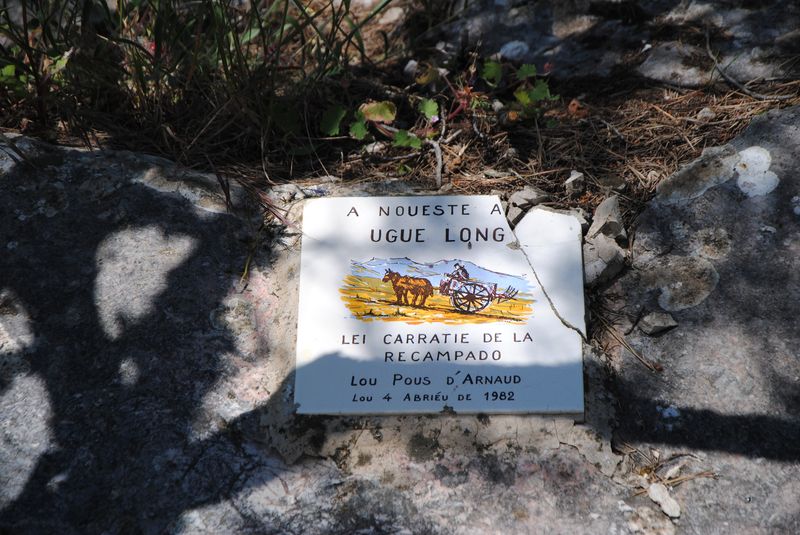 A NOUESTE A
UGUE LONG
LEI CARRATIE DE LA
RECAMPADO
LOU POUS D'ARNAUD
LOU 4 ABRIÉU DE 1982